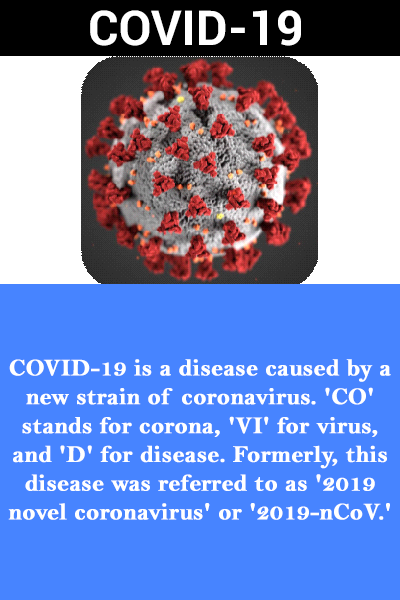 COVID-19
COVID-19 is a disease caused by a
new strain of coronavirus. 'CO'
stands for corona, 'VI' for virus,
and 'D' for disease. Formerly, this
disease was referred to as '2019
novel coronavirus' or '2019-nCoV.'